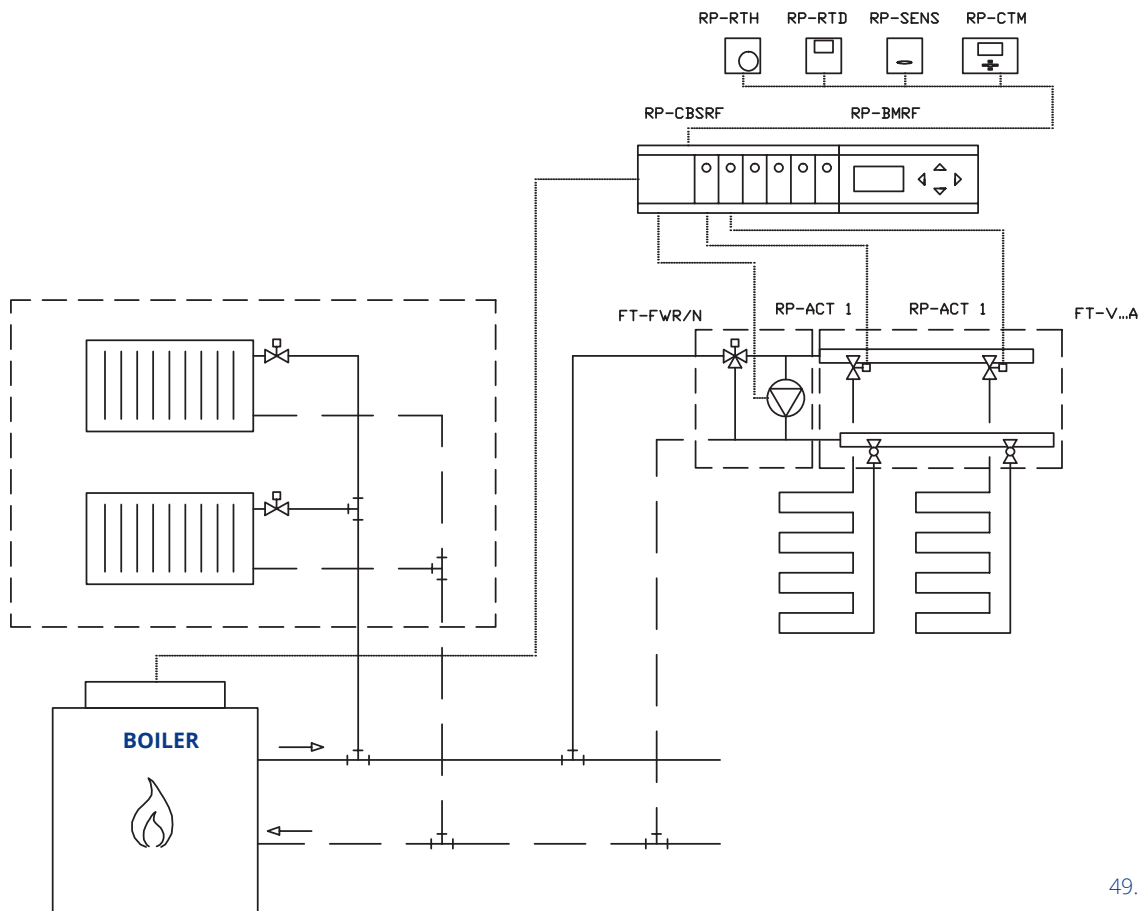 RP-RTH RP-RTD RP-SENS RP-CTM
RP-CBSRF RP-BMRF
FT-FWR/N RP-ACT 1 RP-ACT 1 FT-V...A
BOILER
49.